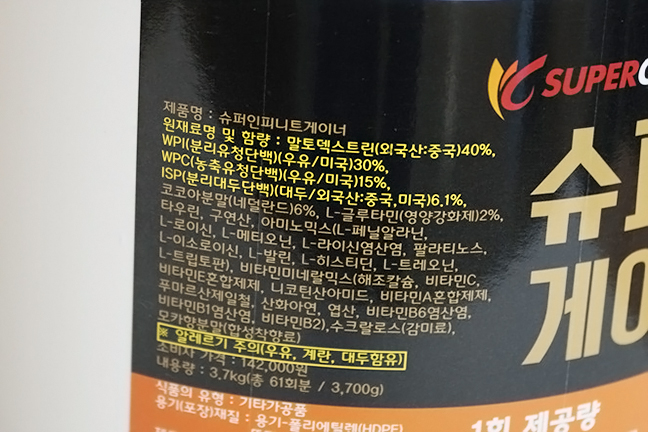 SUPER
슈
게이
제품명 : 슈퍼인피니트게이너
원재료명 및 함량 : 말토덱스트린(외국산:중국)40%,
WPI(분리유청단백)(우유/미국)30%,
WPC(농축유청단백)(우유/미국)15%,
ISP(분리대두단백)(대두/외국산:중국,미국)6.1%,
코코아분말(네덜란드)6%, L-글루타민(영양강화제)2%,
타우린, 구연산, 아미노믹스(L-페닐알라닌,
L-로이신, L-메티오닌, L-라이신염산염, 팔라티노스,
L-이소로이신, L-발린, L-히스티딘, L-트레오닌,
L-트립토판), 비타민미네랄믹스(해조칼슘, 비타민C,
비타민E혼합제제, 니코틴산아미드, 비타민A혼합제제,
푸마르산제일철, 산화아연, 엽산, 비타민B6염산염,
비타민B1염산염, 비타민B2),수크랄로스(감미료),
모카향분말(합성착향료)
※ 알레르기 주의(우유, 계란, 대두함유)
소비자 가격 : 142,000원
내용량 : 3.7kg(총 61회분 / 3,700g)
식품의 유형 : 기타가공품
용기(포장)재질 : 용기-폴리에틸렌(HDPE)
1회 제공량